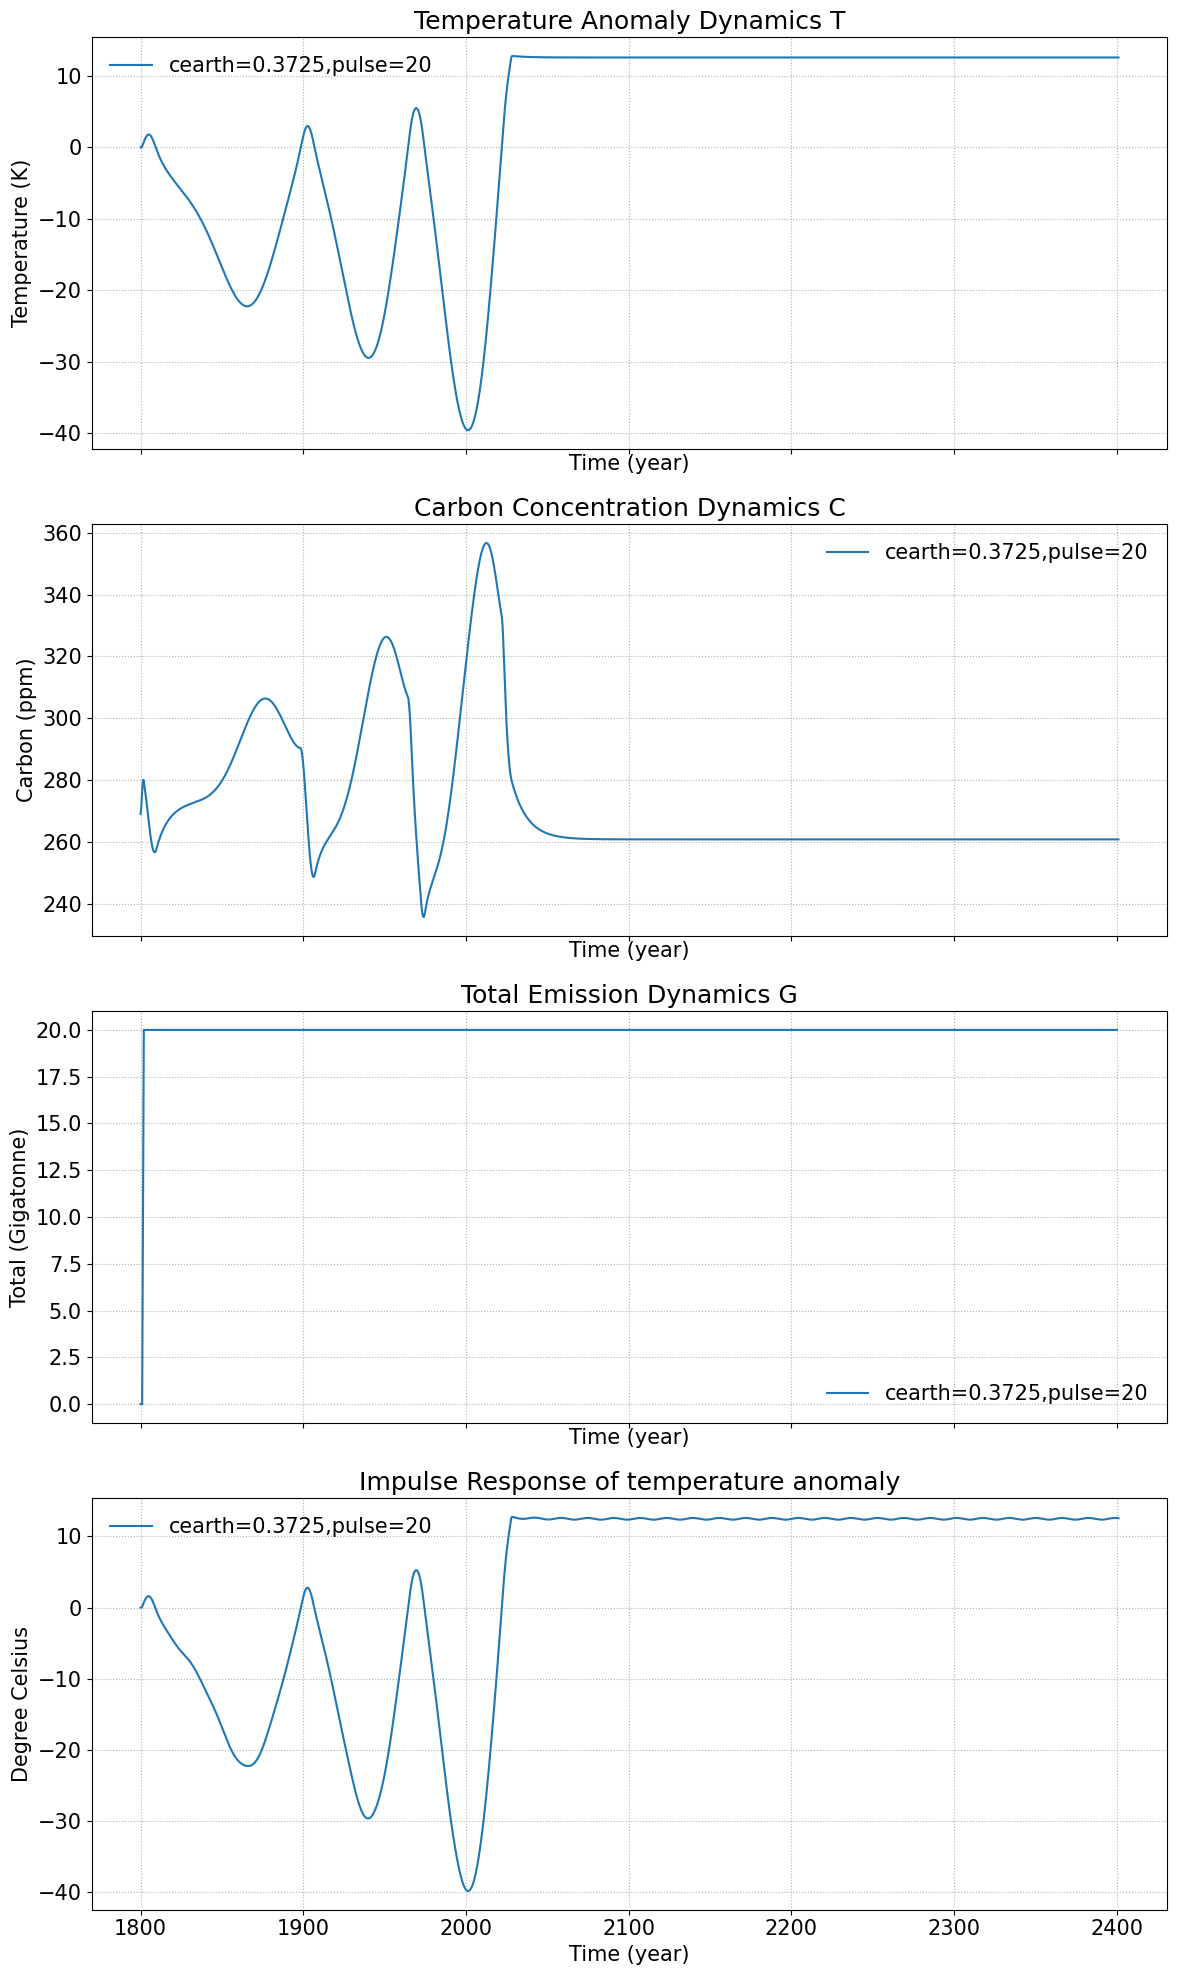 Temperature Anomaly Dynamics T
cearth=0.3725,pulse=20
10
0
−10
−20
−30
−40
Temperature (K)
Time (year)
Carbon Concentration Dynamics C
cearth=0.3725,pulse=20
360
340
320
300
280
260
240
Carbon (ppm)
Time (year)
Total Emission Dynamics G
20.0
17.5
15.0
12.5
10.0
7.5
5.0
2.5
0.0
Total (Gigatonne)
cearth=0.3725,pulse=20
Time (year)
Impulse Response of temperature anomaly
cearth=0.3725,pulse=20
10
0
−10
−20
−30
−40
Degree Celsius
1800 1900 2000 2100 2200 2300 2400
Time (year)